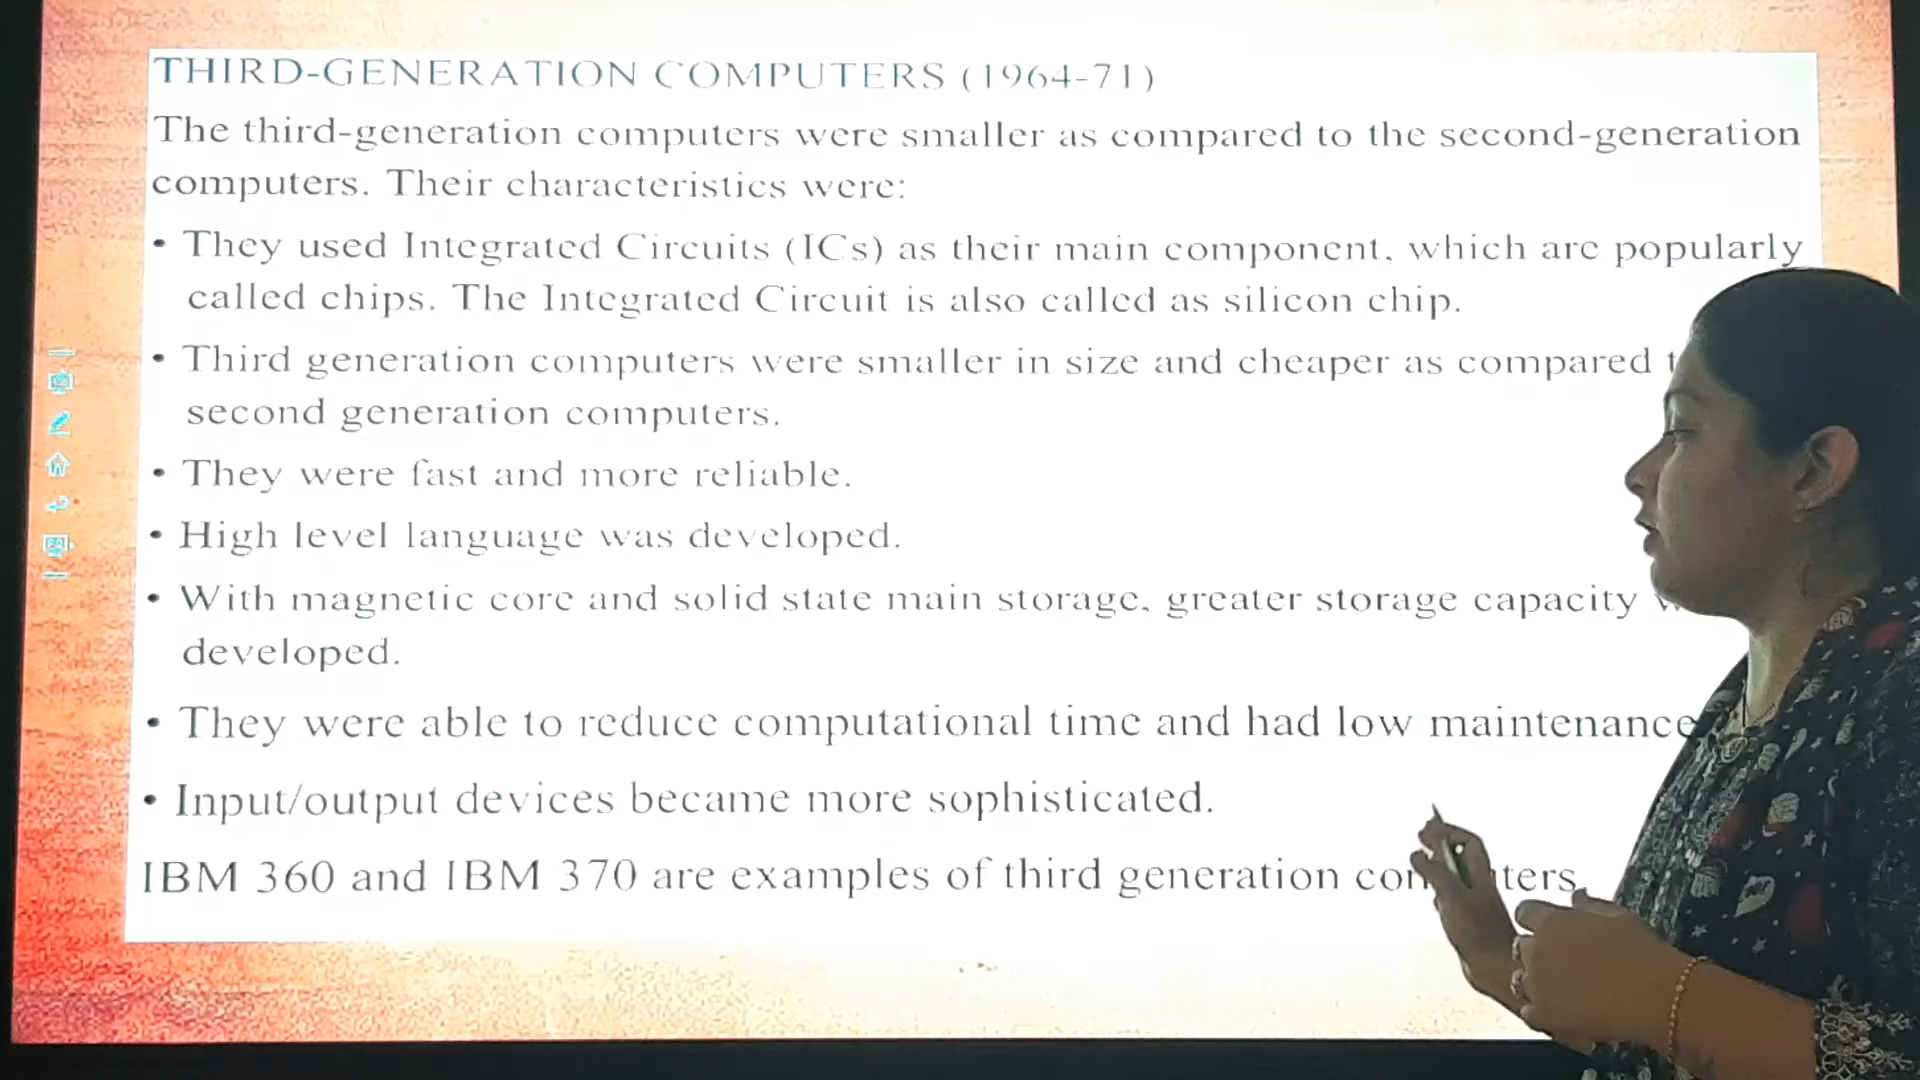 THIRD-GENERATION COMPUTERS (1964-71)
The third-generation computers were smaller as compared to the second-generation
computers. Their characteristics were:
• They used Integrated Circuits (ICs) as their main component, which are popularly
called chips. The Integrated Circuit is also called as silicon chip.
• Third generation computers were smaller in size and cheaper as compared
second generation computers.
• They were fast and more reliable.
• High level language was developed.
• With magnetic core and solid state main storage, greater storage capacity
developed.
• They were able to reduce computational time and had low maintenance
• Input/output devices became more sophisticated.
IBM 360 and IBM 370 are examples of third generation